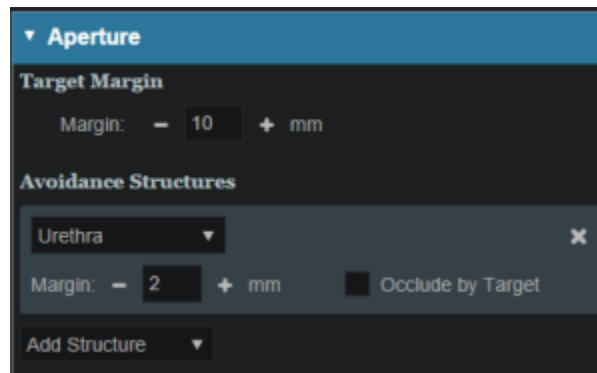 Aperture
Target Margin
Margin: − 10 + mm
Avoidance Structures
Urethra
Margin: − 2 + mm Occlude by Target
Add Structure